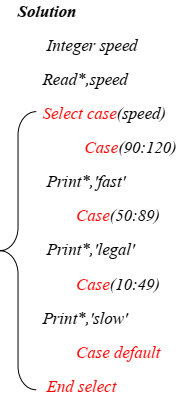 Solution
Integer speed
Read*,speed
Select case(speed)
Case(90:120)
Print*,'fast'
Case(50:89)
Print*,'legal'
Case(10:49)
Print*,'slow'
Case default
End select